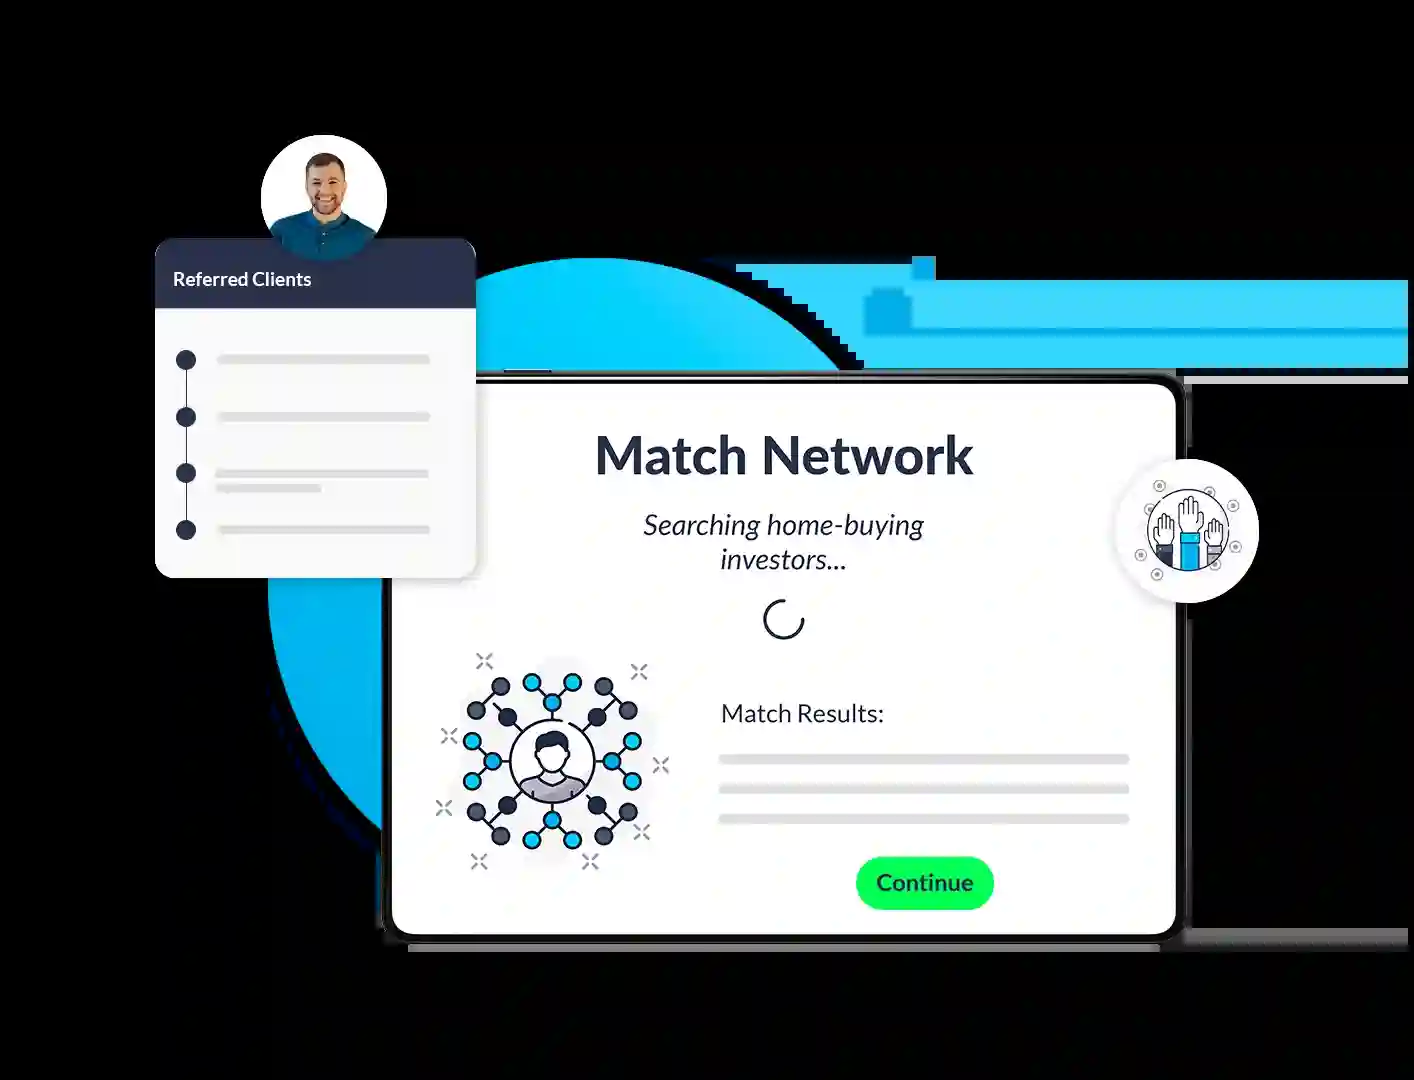 Referred Clients
Match Network
Searching home-buying
investors...
Match Results:
Continue